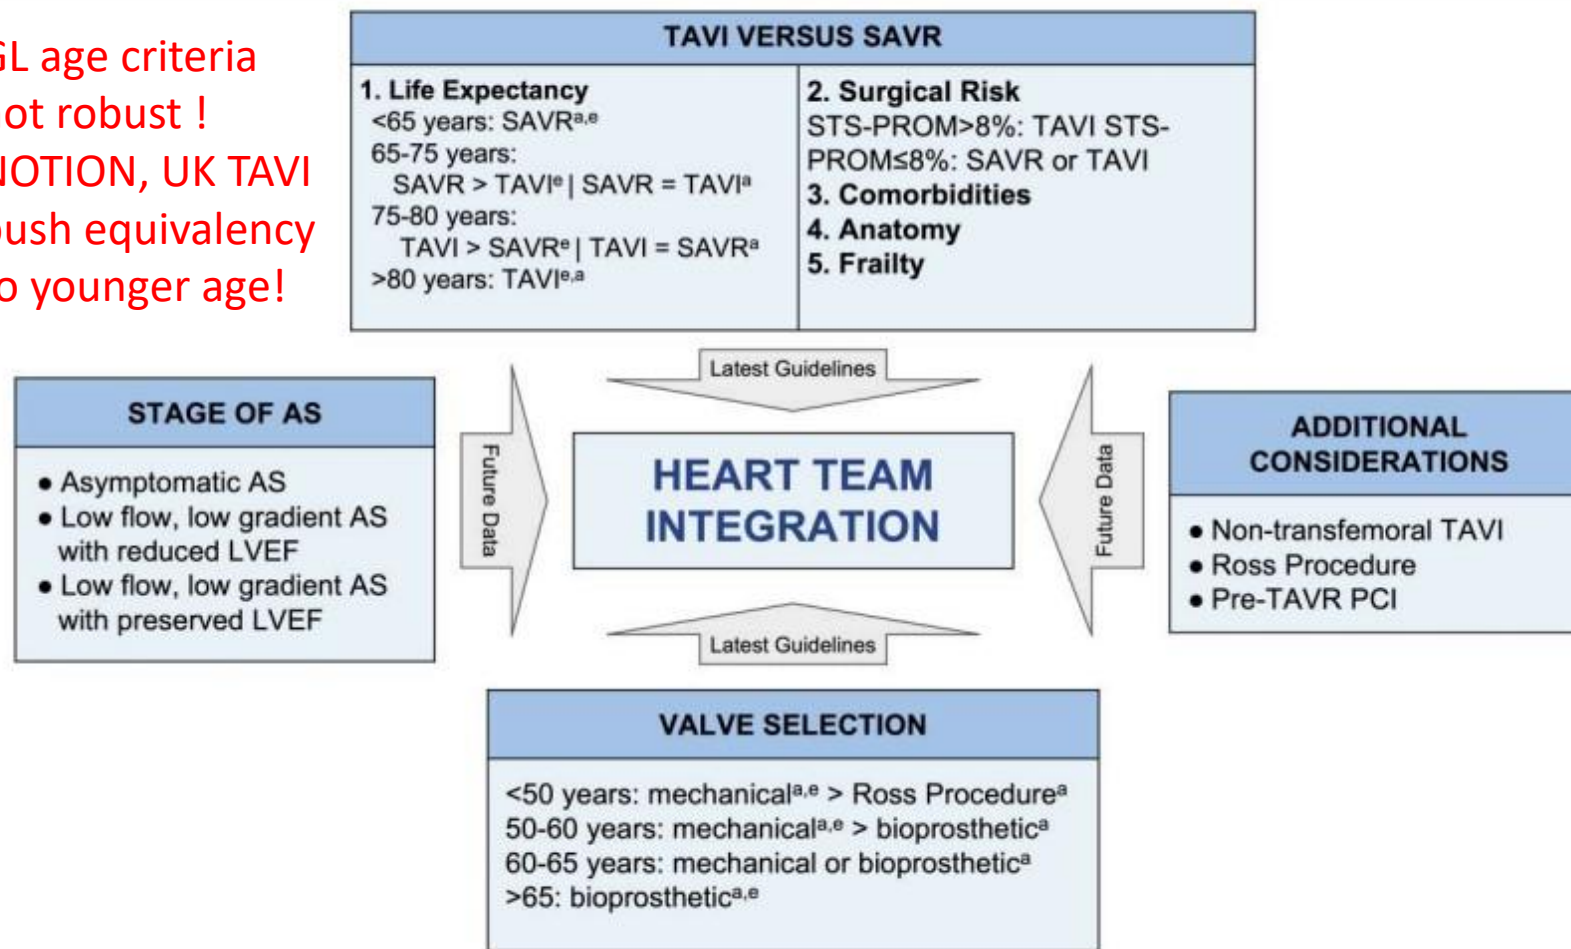 GL age criteria
ot robust !
NOTION, UK TAVI
push equivalency
o younger age!
TAVI VERSUS SAVR
1. Life Expectancy
<65 years: SAVRᵃ,ᵉ
65-75 years:
SAVR > TAVIᵉ | SAVR = TAVIᵃ
75-80 years:
TAVI > SAVRᵉ | TAVI = SAVRᵃ
>80 years: TAVIᵉ,ᵃ
2. Surgical Risk
STS-PROM>8%: TAVI STS-
PROM≤8%: SAVR or TAVI
3. Comorbidities
4. Anatomy
5. Frailty
Latest Guidelines
STAGE OF AS
● Asymptomatic AS
● Low flow, low gradient AS
with reduced LVEF
● Low flow, low gradient AS
with preserved LVEF
Future Data
HEART TEAM
INTEGRATION
Future Data
ADDITIONAL
CONSIDERATIONS
● Non-transfemoral TAVI
● Ross Procedure
● Pre-TAVR PCI
Latest Guidelines
VALVE SELECTION
<50 years: mechanicalᵃ,ᵉ > Ross Procedureᵃ
50-60 years: mechanicalᵃ,ᵉ > bioprostheticᵃ
60-65 years: mechanical or bioprostheticᵃ
>65: bioprostheticᵃ,ᵉ